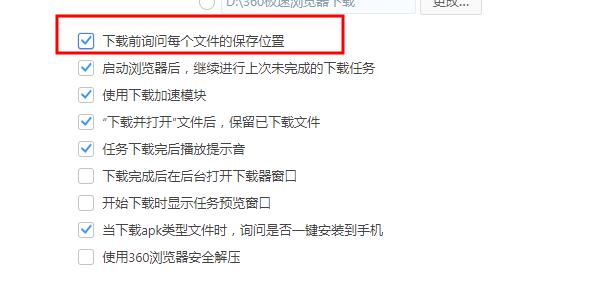 D:\360极速浏览器下载 更改...
下载前询问每个文件的保存位置
启动浏览器后，继续进行上次未完成的下载任务
使用下载加速模块
“下载并打开”文件后，保留已下载文件
任务下载完后播放提示音
下载完成后在后台打开下载器窗口
开始下载时显示任务预览窗口
当下载apk类型文件时，询问是否一键安装到手机
使用360浏览器安全解压